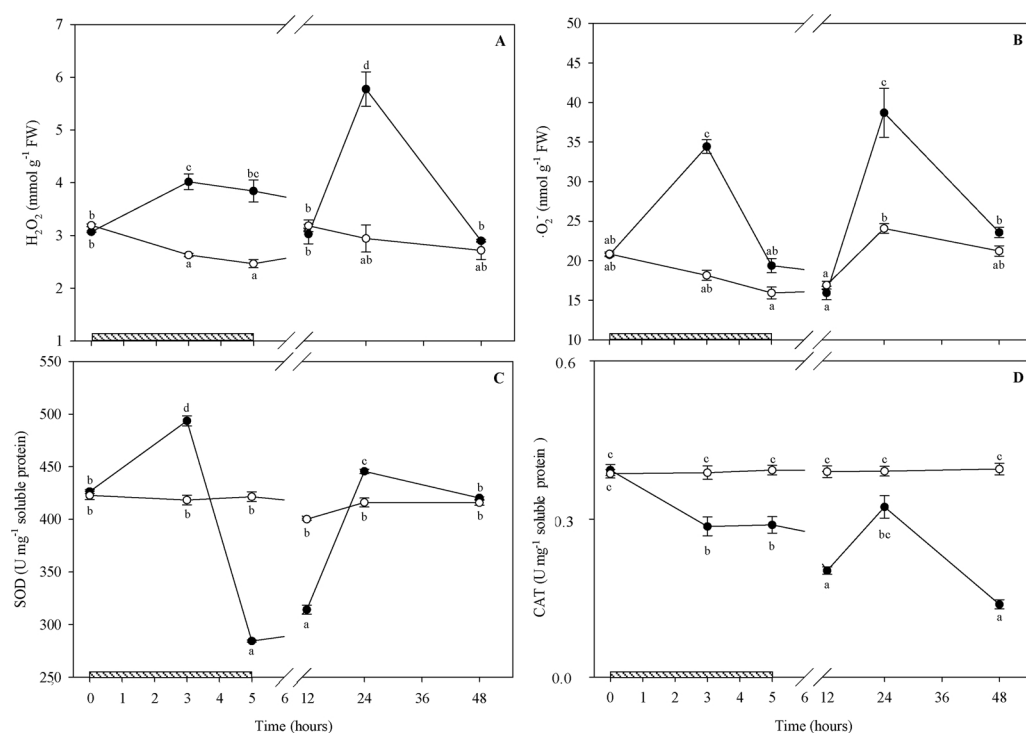 7
6
5
4
3
2
1
H₂O₂ (mmol g⁻¹ FW)
A
b
b
c
a
bc
a
b
b
d
ab
b
ab
50
45
40
35
30
25
20
15
10
·O₂⁻ (nmol g⁻¹ FW)
B
ab
ab
c
ab
ab
a
a
a
c
b
b
ab
550
500
450
400
350
300
250
SOD (U mg⁻¹ soluble protein)
C
b
b
d
b
a
b
b
a
c
b
b
b
0 1 2 3 4 5 6 12 24 36 48
Time (hours)
0.6
0.3
0.0
CAT (U mg⁻¹ soluble protein )
D
c
c
c
b
c
b
c
a
c
bc
c
a
0 1 2 3 4 5 6 12 24 36 48
Time (hours)